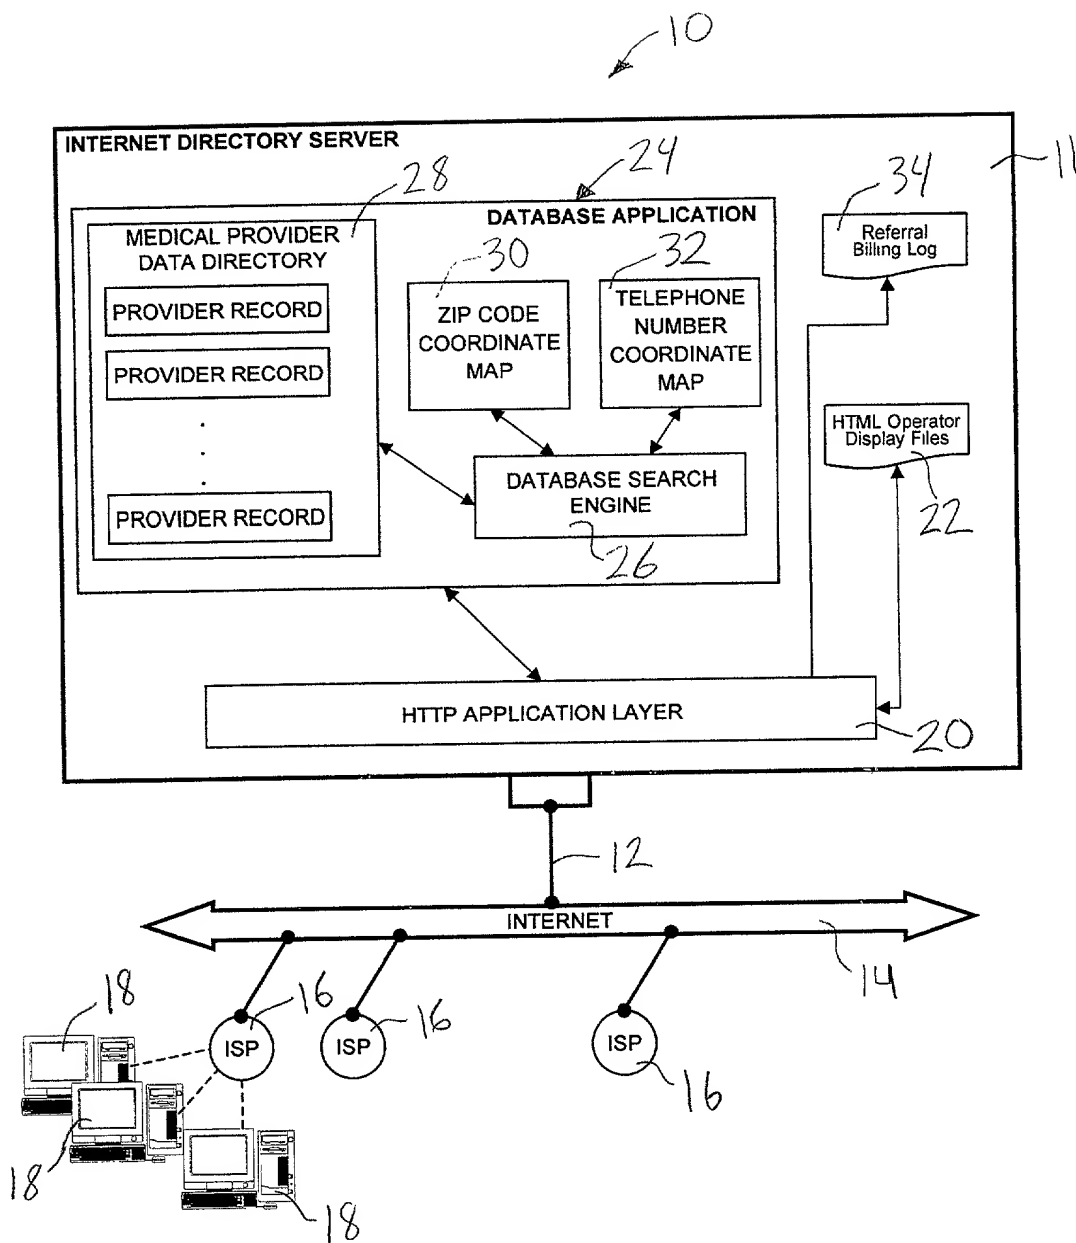 10
INTERNET DIRECTORY SERVER
11
24
28
DATABASE APPLICATION
34
MEDICAL PROVIDER
DATA DIRECTORY
Referral
Billing Log
30
32
PROVIDER RECORD
ZIP CODE
COORDINATE
MAP
TELEPHONE
NUMBER
COORDINATE
MAP
PROVIDER RECORD
.
.
.
HTML Operator
Display Files
22
DATABASE SEARCH
ENGINE
26
PROVIDER RECORD
HTTP APPLICATION LAYER
20
12
INTERNET
14
18
16
16
ISP
ISP
ISP
16
18
18